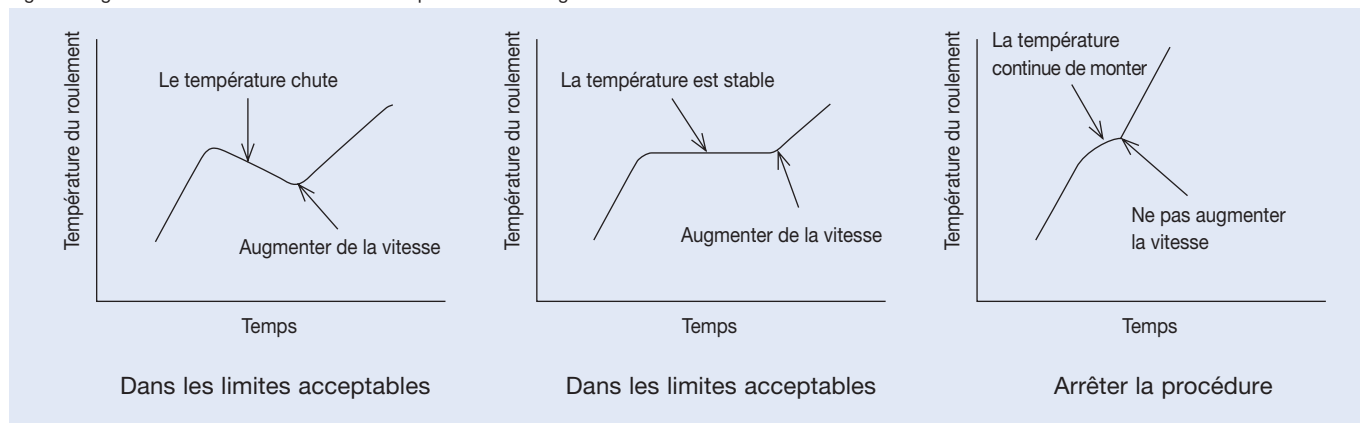 Température du roulement
Le température chute
Augmenter de la vitesse
Temps
Dans les limites acceptables
Température du roulement
La température est stable
Augmenter de la vitesse
Temps
Dans les limites acceptables
Température du roulement
La température
continue de monter
Ne pas augmenter
la vitesse
Temps
Arrêter la procédure